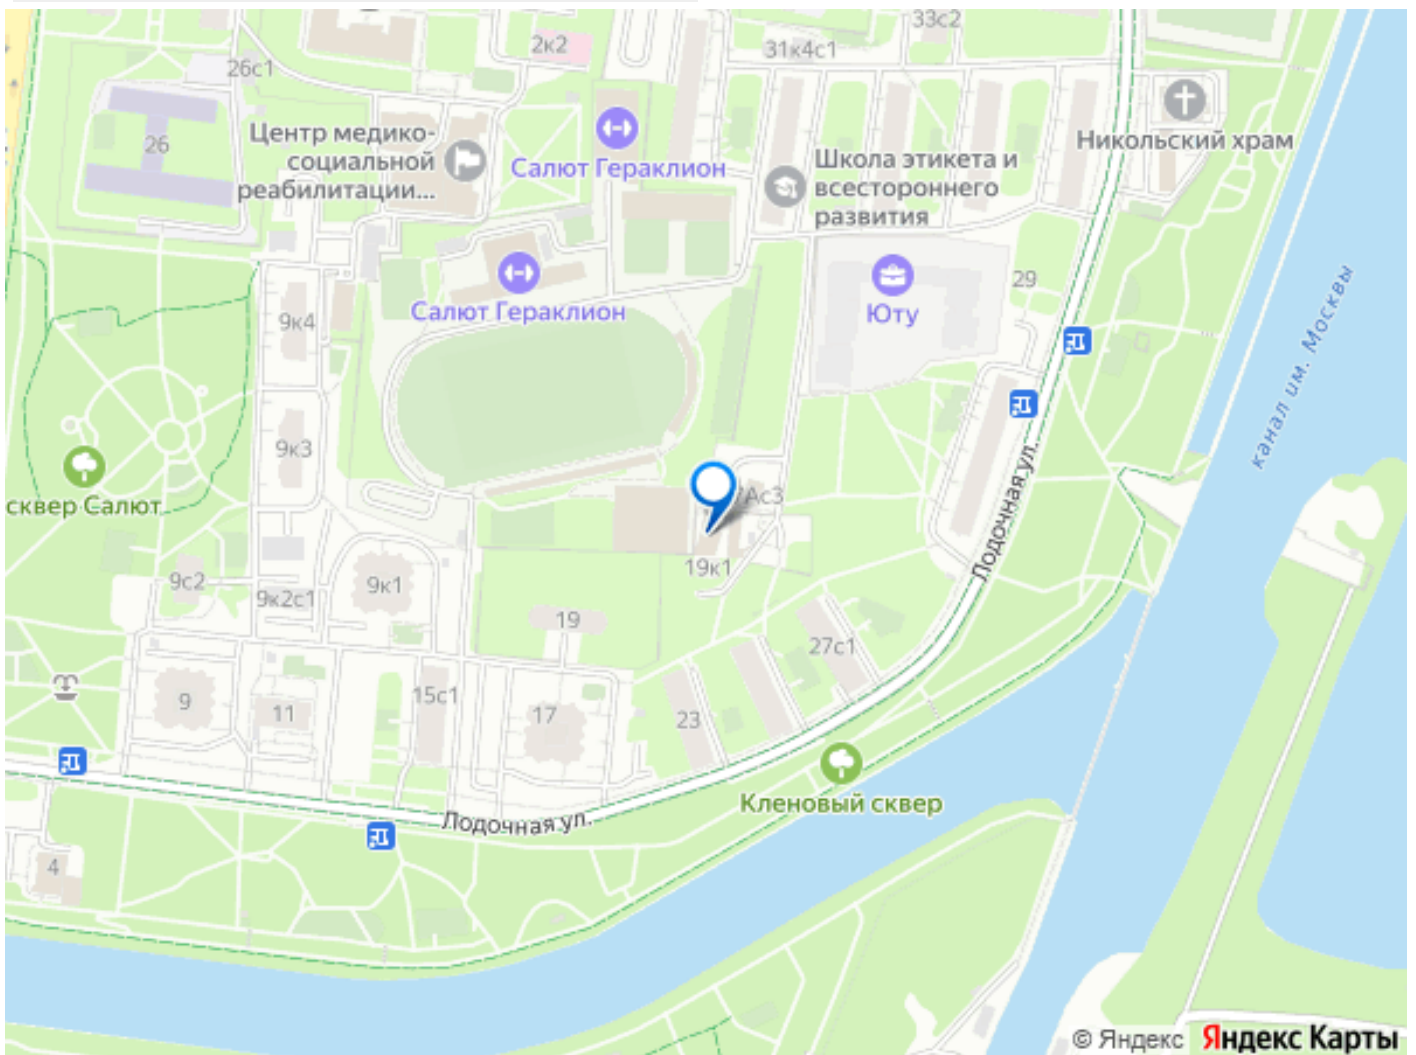 33с2
2к2
31к4с1
26с1
26
Центр медико-
социальной
реабилитации...
Салют Гераклион
Школа этикета и
всестороннего
развития
Никольский храм
Салют Гераклион
Юту
29
9к4
канал им. Москвы
9к3
сквер Салют
7Ас3
Лодочная ул.
19к1
9с2
9к2с1
9к1
19
27с1
9
11
15с1
17
23
Кленовый сквер
Лодочная ул.
4
© Яндекс Яндекс Карты